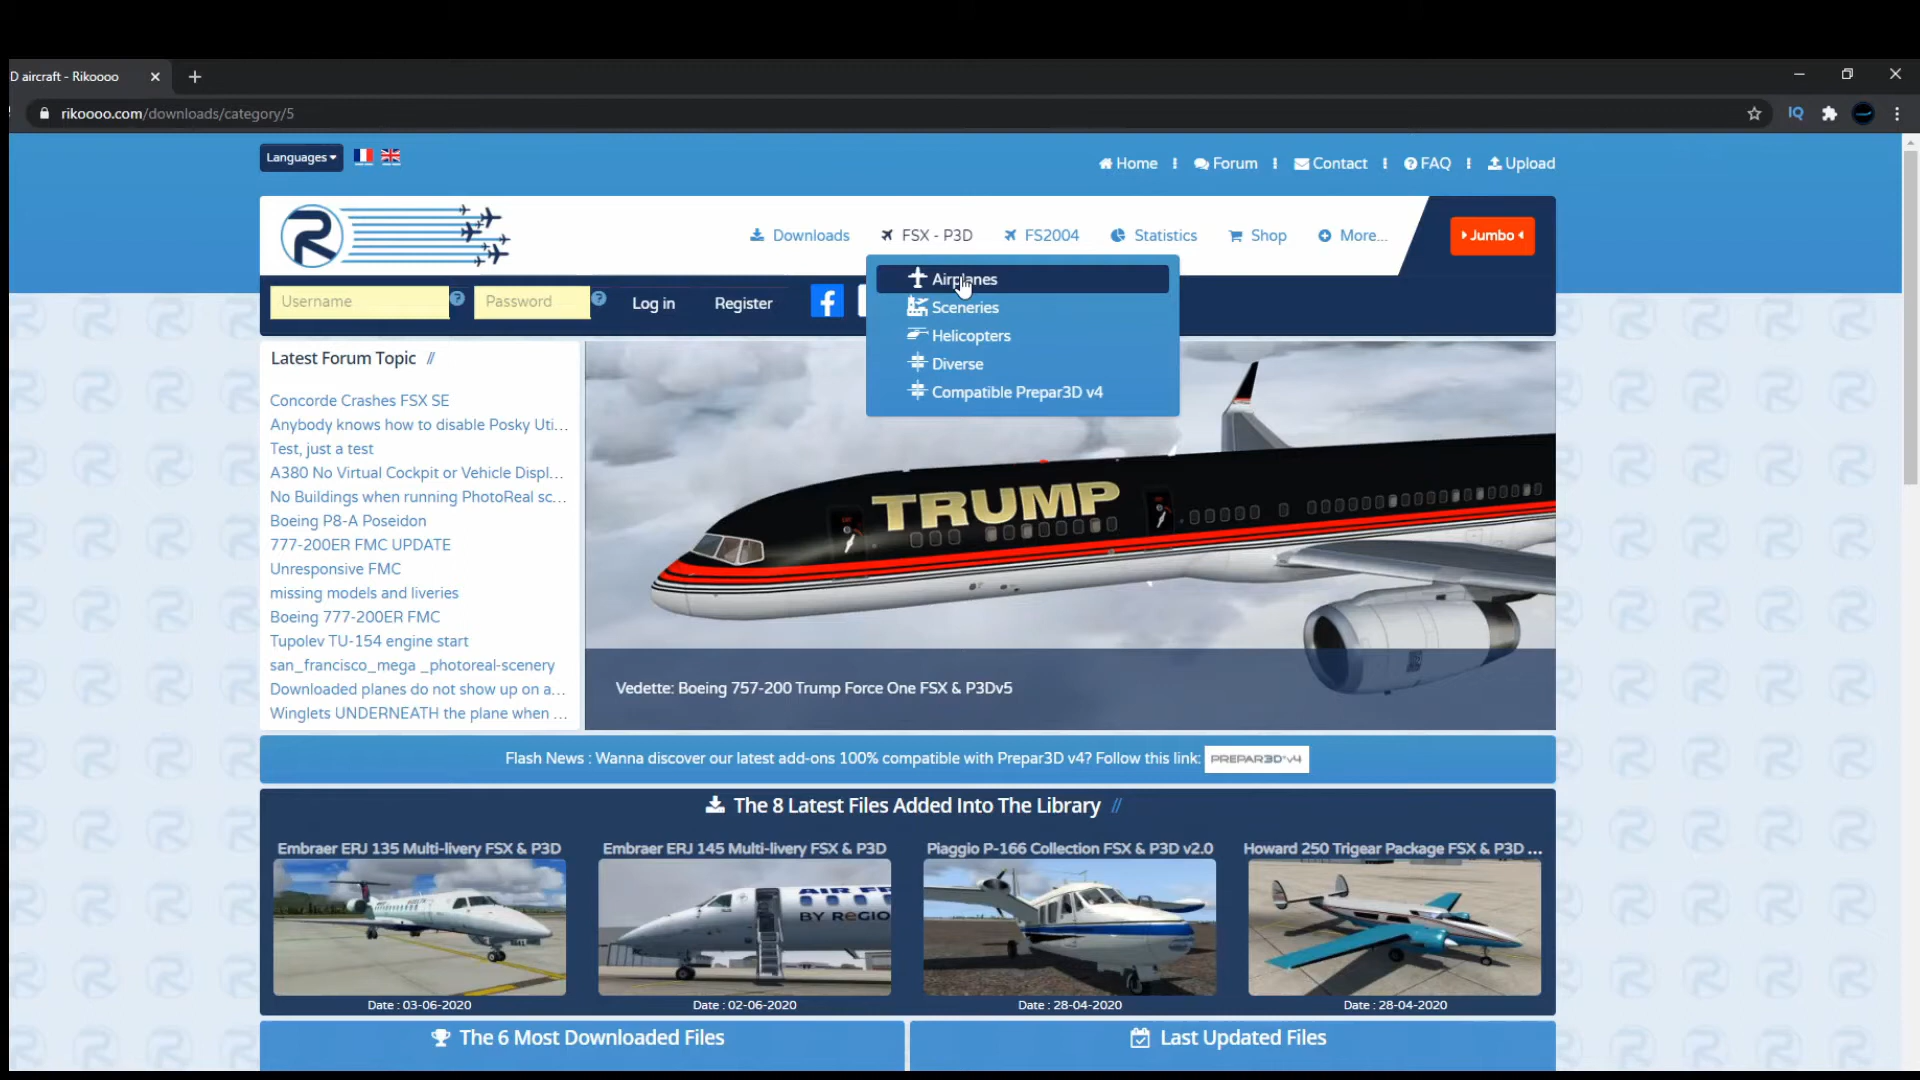 D aircraft - Rikoooo
rikoooo.com/downloads/category/5
IQ
Languages
Home
Forum
Contact
FAQ
Upload
R
Downloads
FSX - P3D
FS2004
Statistics
Shop
More...
Jumbo
Airplanes
Sceneries
Helicopters
Diverse
Compatible Prepar3D v4
Username
Password
Log in
Register
Latest Forum Topic //
Concorde Crashes FSX SE
Anybody knows how to disable Posky Uti...
Test, just a test
A380 No Virtual Cockpit or Vehicle Displ...
No Buildings when running PhotoReal sc...
Boeing P8-A Poseidon
777-200ER FMC UPDATE
Unresponsive FMC
missing models and liveries
Boeing 777-200ER FMC
Tupolev TU-154 engine start
san_francisco_mega _photoreal-scenery
Downloaded planes do not show up on a...
Winglets UNDERNEATH the plane when ...
TRUMP
Vedette: Boeing 757-200 Trump Force One FSX & P3Dv5
Flash News : Wanna discover our latest add-ons 100% compatible with Prepar3D v4? Follow this link: PREPAR3D v4
The 8 Latest Files Added Into The Library //
Embraer ERJ 135 Multi-livery FSX & P3D
Embraer ERJ 145 Multi-livery FSX & P3D
Piaggio P-166 Collection FSX & P3D v2.0
Howard 250 Trigear Package FSX & P3D ...
AIR FR
BY REGIO
Date : 03-06-2020
Date : 02-06-2020
Date : 28-04-2020
Date : 28-04-2020
The 6 Most Downloaded Files
Last Updated Files